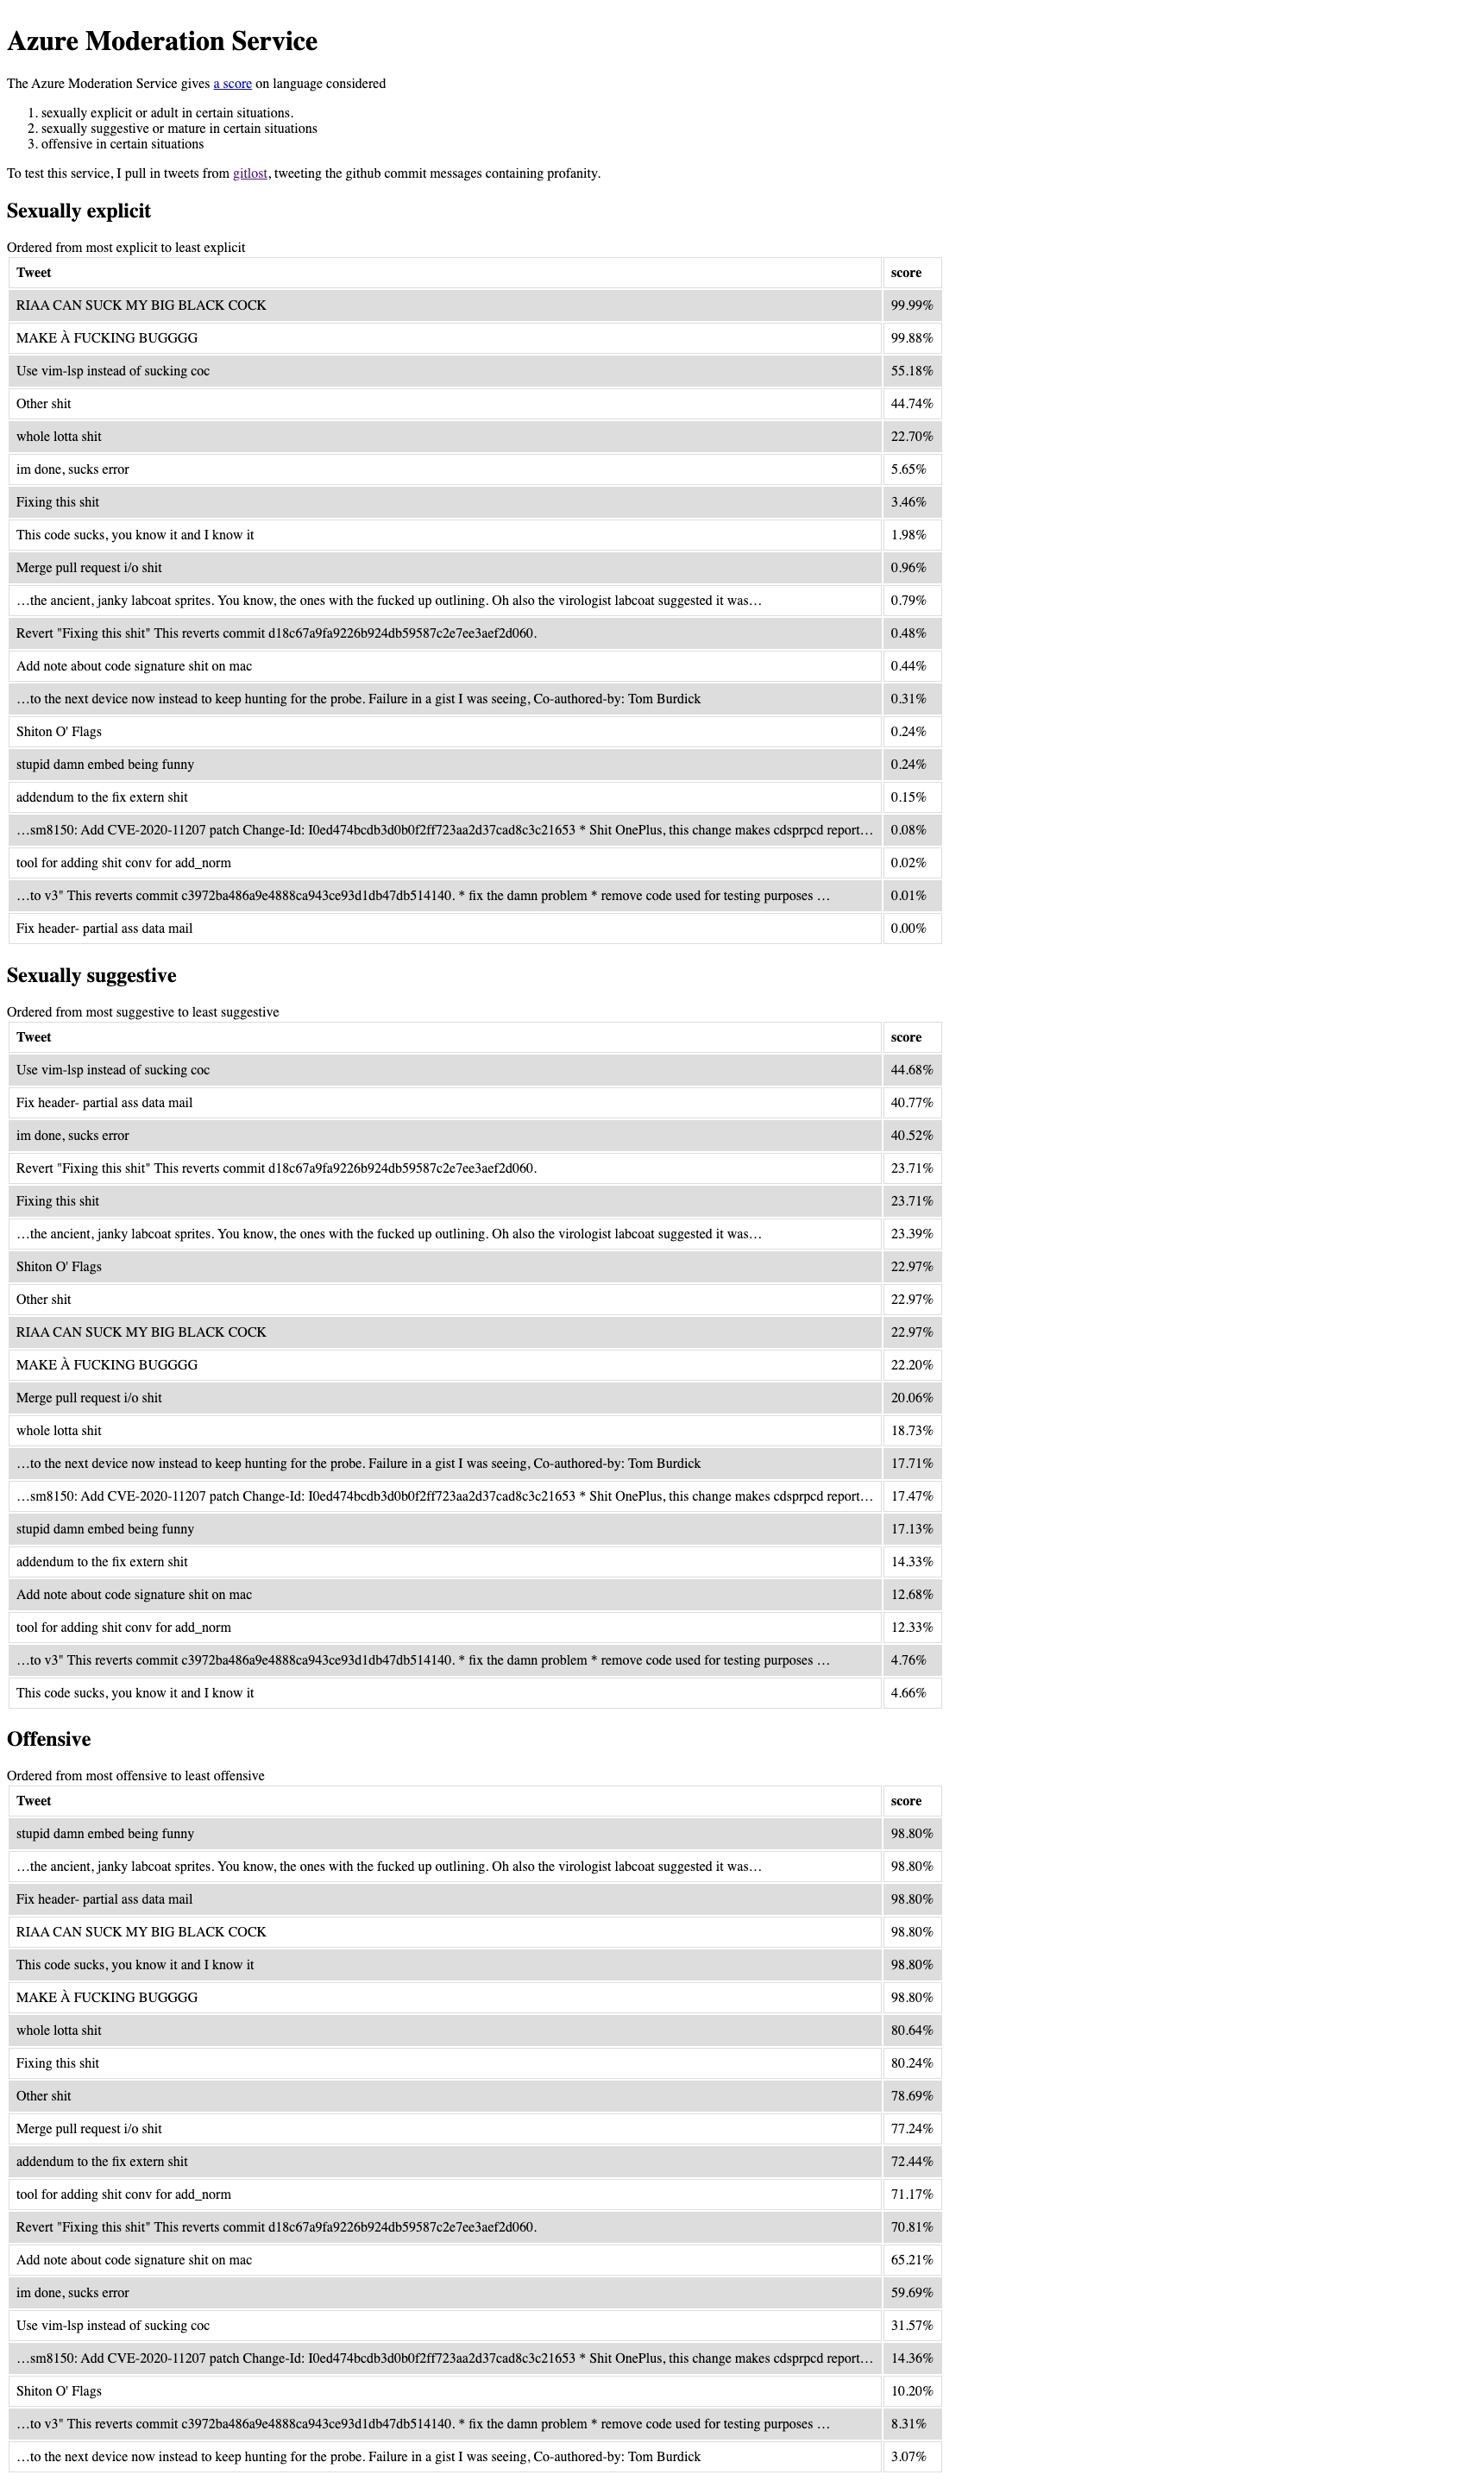 Azure Moderation Service
The Azure Moderation Service gives a score on language considered
1. sexually explicit or adult in certain situations.
2. sexually suggestive or mature in certain situations
3. offensive in certain situations
To test this service, I pull in tweets from gitlost, tweeting the github commit messages containing profanity.
Sexually explicit
Ordered from most explicit to least explicit
Tweet score
RIAA CAN SUCK MY BIG BLACK COCK 99.99%
MAKE À FUCKING BUGGGG 99.88%
Use vim-lsp instead of sucking coc 55.18%
Other shit 44.74%
whole lotta shit 22.70%
im done, sucks error 5.65%
Fixing this shit 3.46%
This code sucks, you know it and I know it 1.98%
Merge pull request i/o shit 0.96%
…the ancient, janky labcoat sprites. You know, the ones with the fucked up outlining. Oh also the virologist labcoat suggested it was… 0.79%
Revert "Fixing this shit" This reverts commit d18c67a9fa9226b924db59587c2e7ee3aef2d060. 0.48%
Add note about code signature shit on mac 0.44%
…to the next device now instead to keep hunting for the probe. Failure in a gist I was seeing, Co-authored-by: Tom Burdick 0.31%
Shiton O' Flags 0.24%
stupid damn embed being funny 0.24%
addendum to the fix extern shit 0.15%
…sm8150: Add CVE-2020-11207 patch Change-Id: I0ed474bcdb3d0b0f2ff723aa2d37cad8c3c21653 * Shit OnePlus, this change makes cdsprpcd report… 0.08%
tool for adding shit conv for add_norm 0.02%
…to v3" This reverts commit c3972ba486a9e4888ca943ce93d1db47db514140. * fix the damn problem * remove code used for testing purposes … 0.01%
Fix header- partial ass data mail 0.00%
Sexually suggestive
Ordered from most suggestive to least suggestive
Tweet score
Use vim-lsp instead of sucking coc 44.68%
Fix header- partial ass data mail 40.77%
im done, sucks error 40.52%
Revert "Fixing this shit" This reverts commit d18c67a9fa9226b924db59587c2e7ee3aef2d060. 23.71%
Fixing this shit 23.71%
…the ancient, janky labcoat sprites. You know, the ones with the fucked up outlining. Oh also the virologist labcoat suggested it was… 23.39%
Shiton O' Flags 22.97%
Other shit 22.97%
RIAA CAN SUCK MY BIG BLACK COCK 22.97%
MAKE À FUCKING BUGGGG 22.20%
Merge pull request i/o shit 20.06%
whole lotta shit 18.73%
…to the next device now instead to keep hunting for the probe. Failure in a gist I was seeing, Co-authored-by: Tom Burdick 17.71%
…sm8150: Add CVE-2020-11207 patch Change-Id: I0ed474bcdb3d0b0f2ff723aa2d37cad8c3c21653 * Shit OnePlus, this change makes cdsprpcd report… 17.47%
stupid damn embed being funny 17.13%
addendum to the fix extern shit 14.33%
Add note about code signature shit on mac 12.68%
tool for adding shit conv for add_norm 12.33%
…to v3" This reverts commit c3972ba486a9e4888ca943ce93d1db47db514140. * fix the damn problem * remove code used for testing purposes … 4.76%
This code sucks, you know it and I know it 4.66%
Offensive
Ordered from most offensive to least offensive
Tweet score
stupid damn embed being funny 98.80%
…the ancient, janky labcoat sprites. You know, the ones with the fucked up outlining. Oh also the virologist labcoat suggested it was… 98.80%
Fix header- partial ass data mail 98.80%
RIAA CAN SUCK MY BIG BLACK COCK 98.80%
This code sucks, you know it and I know it 98.80%
MAKE À FUCKING BUGGGG 98.80%
whole lotta shit 80.64%
Fixing this shit 80.24%
Other shit 78.69%
Merge pull request i/o shit 77.24%
addendum to the fix extern shit 72.44%
tool for adding shit conv for add_norm 71.17%
Revert "Fixing this shit" This reverts commit d18c67a9fa9226b924db59587c2e7ee3aef2d060. 70.81%
Add note about code signature shit on mac 65.21%
im done, sucks error 59.69%
Use vim-lsp instead of sucking coc 31.57%
…sm8150: Add CVE-2020-11207 patch Change-Id: I0ed474bcdb3d0b0f2ff723aa2d37cad8c3c21653 * Shit OnePlus, this change makes cdsprpcd report… 14.36%
Shiton O' Flags 10.20%
…to v3" This reverts commit c3972ba486a9e4888ca943ce93d1db47db514140. * fix the damn problem * remove code used for testing purposes … 8.31%
…to the next device now instead to keep hunting for the probe. Failure in a gist I was seeing, Co-authored-by: Tom Burdick 3.07%